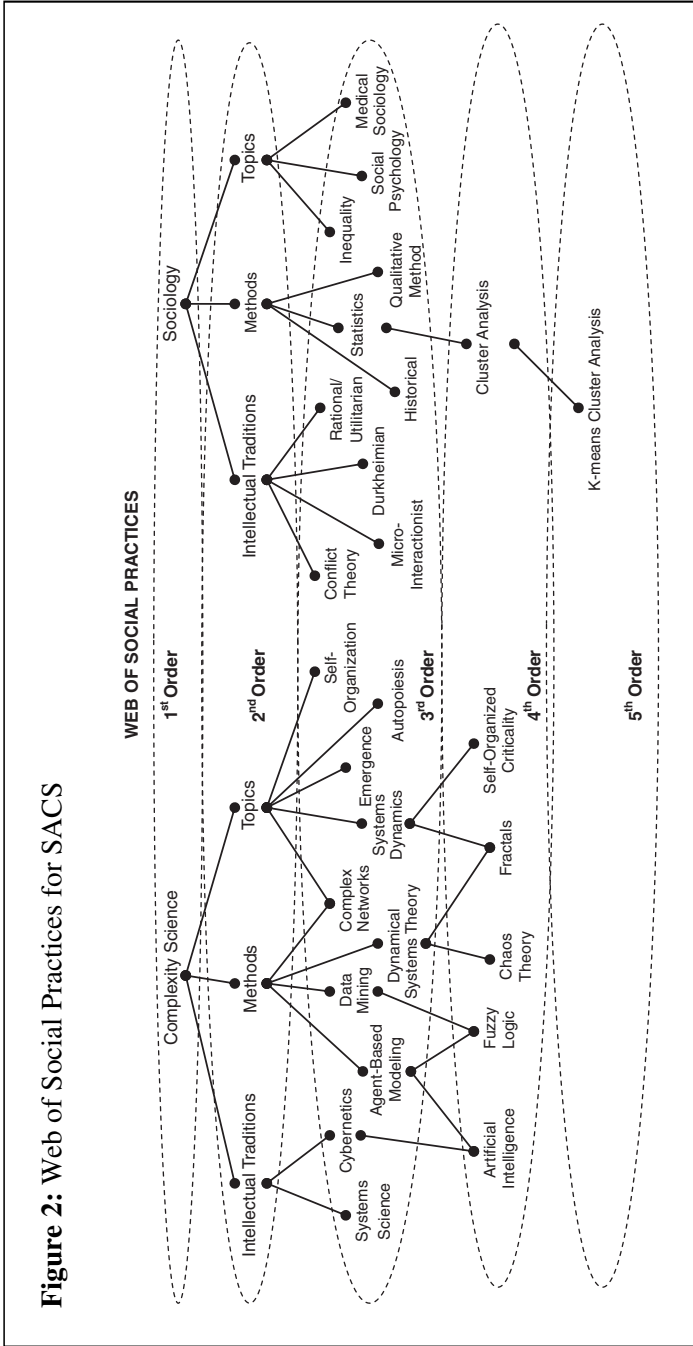 Figure 2: Web of Social Practices for SACS
WEB OF SOCIAL PRACTICES
Complexity Science
1st Order
Sociology
Intellectual Traditions
Methods
Topics
2nd Order
Intellectual Traditions
Methods
Topics
Systems
Science
Cybernetics
Agent-Based
Modeling
Data
Mining
Dynamical
Systems Theory
Complex
Networks
Systems
Dynamics
Emergence
Autopoiesis
Self-
Organization
3rd Order
Conflict
Theory
Micro-
Interactionist
Durkheimian
Rational/
Utilitarian
Historical
Statistics
Qualitative
Method
Inequality
Social
Psychology
Medical
Sociology
Artificial
Intelligence
Fuzzy
Logic
Chaos
Theory
Fractals
Self-Organized
Criticality
4th Order
Cluster Analysis
5th Order
K-means Cluster Analysis